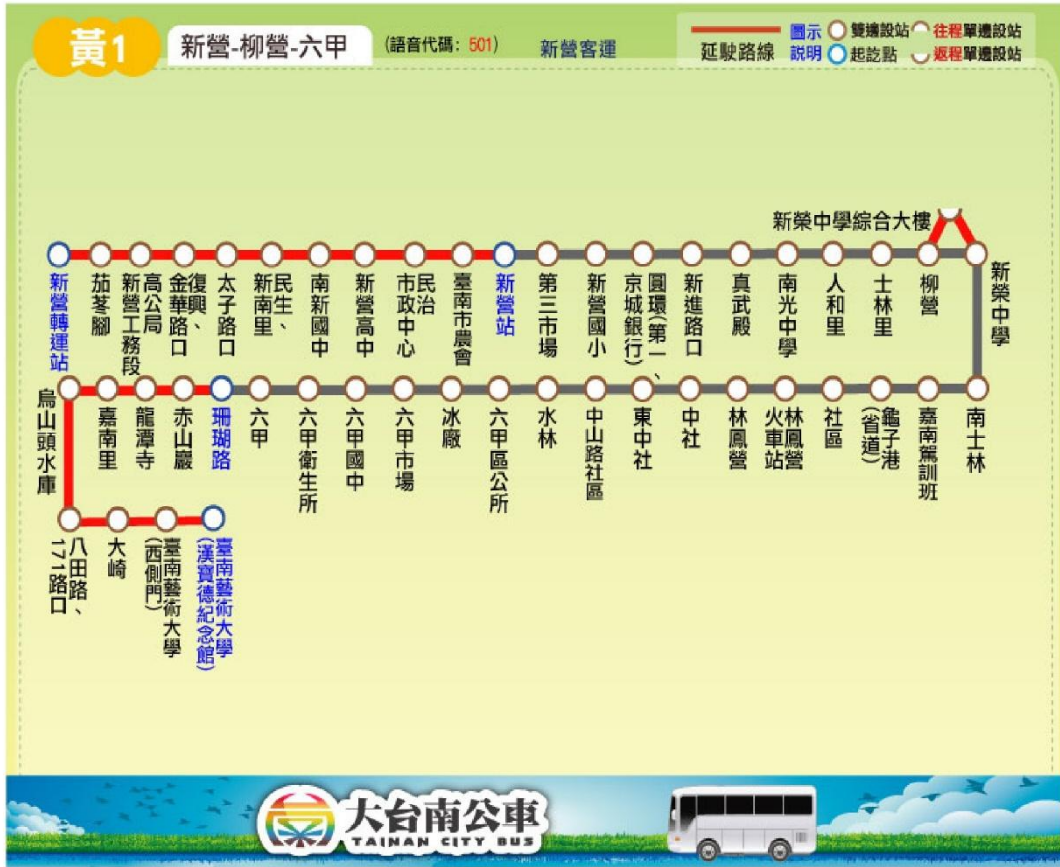 黃1
新營-柳營-六甲
(語音代碼: 501)
新營客運
延駛路線
圖示說明
雙邊設站
往程單邊設站
起訖點
返程單邊設站
新榮中學綜合大樓
新營轉運站
茄苳腳
高公局新營工務段
復興、金華路口
太子路口
民生、新南里
南新國中
新營高中
民治市政中心
臺南市農會
新營站
第三市場
新營國小
圓環(第一、京城銀行)
新進路口
真武殿
南光中學
人和里
士林里
柳營
新榮中學
烏山頭水庫
嘉南里
龍潭寺
赤山巖
珊瑚路
六甲
六甲衛生所
六甲國中
六甲市場
冰廠
六甲區公所
水林
中山路社區
東中社
中社
林鳳營
林鳳營火車站
社區
龜子港(省道)
嘉南駕訓班
南士林
八田路、171路口
大崎
臺南藝術大學(西側門)
臺南藝術大學(漢寶德紀念館)
大台南公車
TAINAN CITY BUS